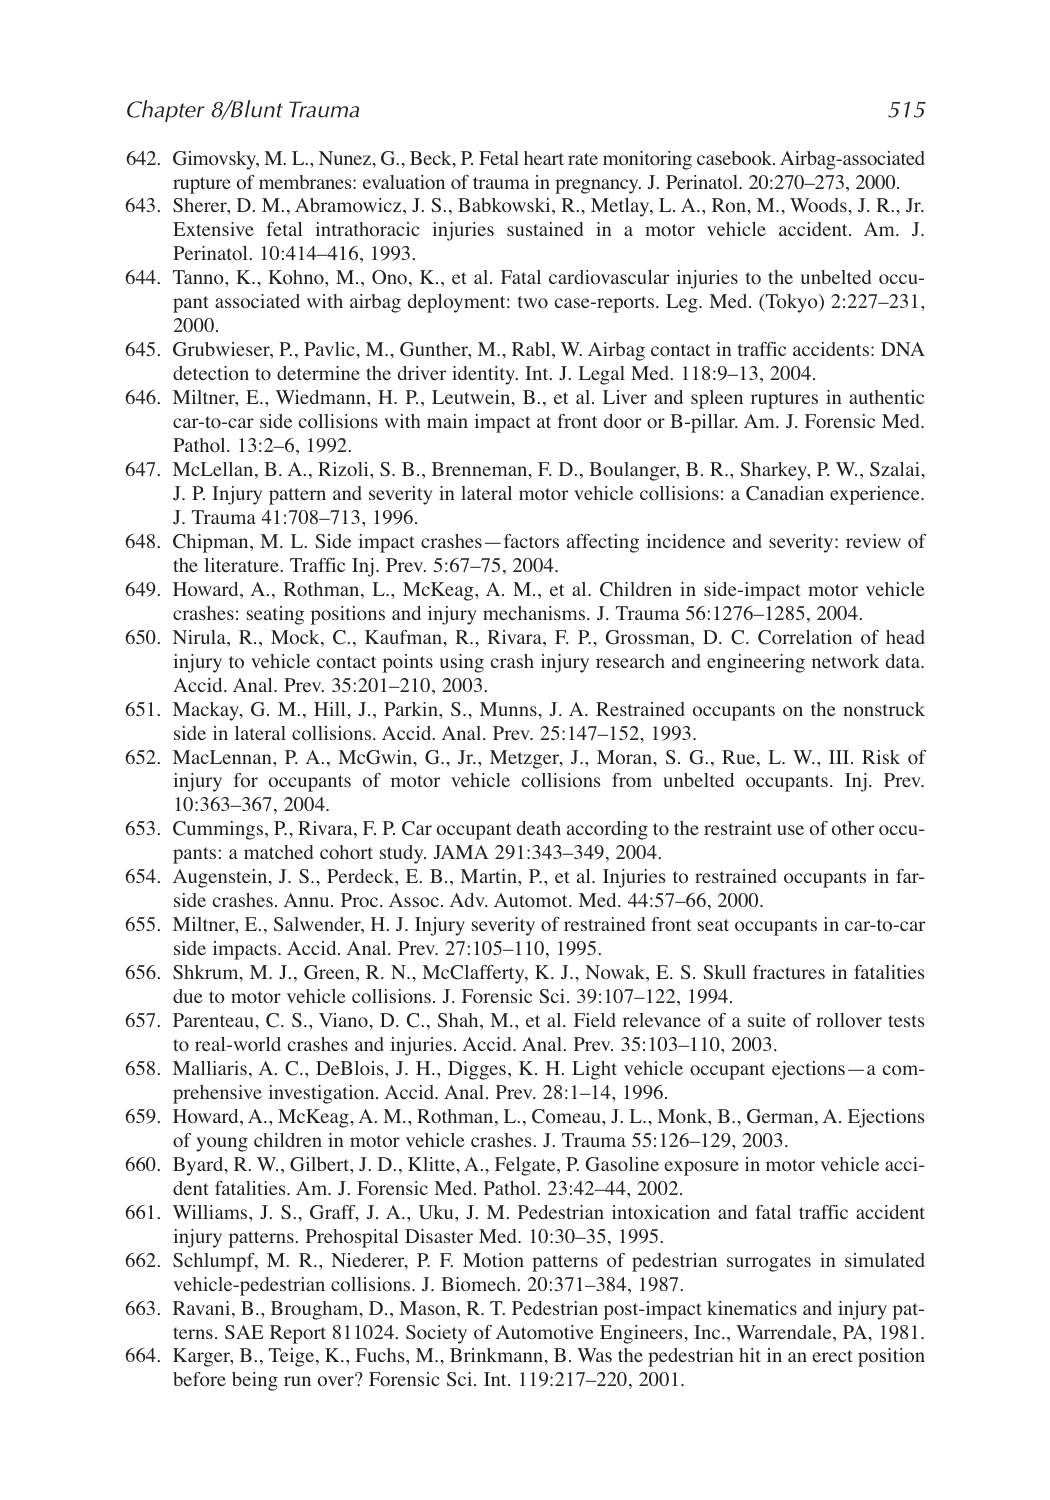 Chapter 8/Blunt Trauma 515
642. Gimovsky, M. L., Nunez, G., Beck, P. Fetal heart rate monitoring casebook. Airbag-associated
rupture of membranes: evaluation of trauma in pregnancy. J. Perinatol. 20:270–273, 2000.
643. Sherer, D. M., Abramowicz, J. S., Babkowski, R., Metlay, L. A., Ron, M., Woods, J. R., Jr.
Extensive fetal intrathoracic injuries sustained in a motor vehicle accident. Am. J.
Perinatol. 10:414–416, 1993.
644. Tanno, K., Kohno, M., Ono, K., et al. Fatal cardiovascular injuries to the unbelted occu-
pant associated with airbag deployment: two case-reports. Leg. Med. (Tokyo) 2:227–231,
2000.
645. Grubwieser, P., Pavlic, M., Gunther, M., Rabl, W. Airbag contact in traffic accidents: DNA
detection to determine the driver identity. Int. J. Legal Med. 118:9–13, 2004.
646. Miltner, E., Wiedmann, H. P., Leutwein, B., et al. Liver and spleen ruptures in authentic
car-to-car side collisions with main impact at front door or B-pillar. Am. J. Forensic Med.
Pathol. 13:2–6, 1992.
647. McLellan, B. A., Rizoli, S. B., Brenneman, F. D., Boulanger, B. R., Sharkey, P. W., Szalai,
J. P. Injury pattern and severity in lateral motor vehicle collisions: a Canadian experience.
J. Trauma 41:708–713, 1996.
648. Chipman, M. L. Side impact crashes—factors affecting incidence and severity: review of
the literature. Traffic Inj. Prev. 5:67–75, 2004.
649. Howard, A., Rothman, L., McKeag, A. M., et al. Children in side-impact motor vehicle
crashes: seating positions and injury mechanisms. J. Trauma 56:1276–1285, 2004.
650. Nirula, R., Mock, C., Kaufman, R., Rivara, F. P., Grossman, D. C. Correlation of head
injury to vehicle contact points using crash injury research and engineering network data.
Accid. Anal. Prev. 35:201–210, 2003.
651. Mackay, G. M., Hill, J., Parkin, S., Munns, J. A. Restrained occupants on the nonstruck
side in lateral collisions. Accid. Anal. Prev. 25:147–152, 1993.
652. MacLennan, P. A., McGwin, G., Jr., Metzger, J., Moran, S. G., Rue, L. W., III. Risk of
injury for occupants of motor vehicle collisions from unbelted occupants. Inj. Prev.
10:363–367, 2004.
653. Cummings, P., Rivara, F. P. Car occupant death according to the restraint use of other occu-
pants: a matched cohort study. JAMA 291:343–349, 2004.
654. Augenstein, J. S., Perdeck, E. B., Martin, P., et al. Injuries to restrained occupants in far-
side crashes. Annu. Proc. Assoc. Adv. Automot. Med. 44:57–66, 2000.
655. Miltner, E., Salwender, H. J. Injury severity of restrained front seat occupants in car-to-car
side impacts. Accid. Anal. Prev. 27:105–110, 1995.
656. Shkrum, M. J., Green, R. N., McClafferty, K. J., Nowak, E. S. Skull fractures in fatalities
due to motor vehicle collisions. J. Forensic Sci. 39:107–122, 1994.
657. Parenteau, C. S., Viano, D. C., Shah, M., et al. Field relevance of a suite of rollover tests
to real-world crashes and injuries. Accid. Anal. Prev. 35:103–110, 2003.
658. Malliaris, A. C., DeBlois, J. H., Digges, K. H. Light vehicle occupant ejections—a com-
prehensive investigation. Accid. Anal. Prev. 28:1–14, 1996.
659. Howard, A., McKeag, A. M., Rothman, L., Comeau, J. L., Monk, B., German, A. Ejections
of young children in motor vehicle crashes. J. Trauma 55:126–129, 2003.
660. Byard, R. W., Gilbert, J. D., Klitte, A., Felgate, P. Gasoline exposure in motor vehicle acci-
dent fatalities. Am. J. Forensic Med. Pathol. 23:42–44, 2002.
661. Williams, J. S., Graff, J. A., Uku, J. M. Pedestrian intoxication and fatal traffic accident
injury patterns. Prehospital Disaster Med. 10:30–35, 1995.
662. Schlumpf, M. R., Niederer, P. F. Motion patterns of pedestrian surrogates in simulated
vehicle-pedestrian collisions. J. Biomech. 20:371–384, 1987.
663. Ravani, B., Brougham, D., Mason, R. T. Pedestrian post-impact kinematics and injury pat-
terns. SAE Report 811024. Society of Automotive Engineers, Inc., Warrendale, PA, 1981.
664. Karger, B., Teige, K., Fuchs, M., Brinkmann, B. Was the pedestrian hit in an erect position
before being run over? Forensic Sci. Int. 119:217–220, 2001.